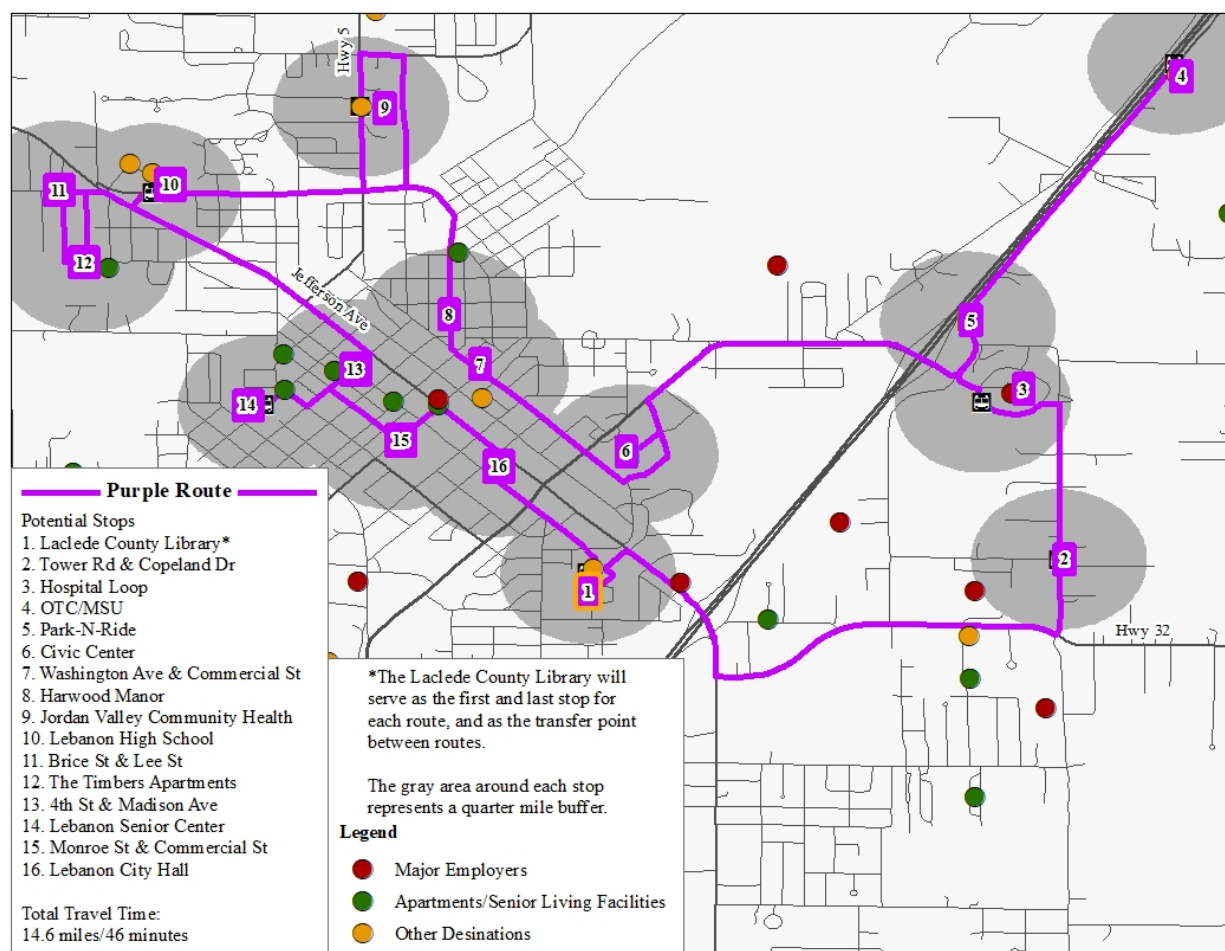 Hwy 5
9
4
11
10
12
Jefferson Ave
8
5
7
13
3
14
15
6
16
2
1
Hwy 32
Purple Route
Potential Stops
1. Laclede County Library*
2. Tower Rd & Copeland Dr
3. Hospital Loop
4. OTC/MSU
5. Park-N-Ride
6. Civic Center
7. Washington Ave & Commercial St
8. Harwood Manor
9. Jordan Valley Community Health
10. Lebanon High School
11. Brice St & Lee St
12. The Timbers Apartments
13. 4th St & Madison Ave
14. Lebanon Senior Center
15. Monroe St & Commercial St
16. Lebanon City Hall
Total Travel Time:
14.6 miles/46 minutes
*The Laclede County Library will
serve as the first and last stop for
each route, and as the transfer point
between routes.
The gray area around each stop
represents a quarter mile buffer.
Legend
Major Employers
Apartments/Senior Living Facilities
Other Desinations